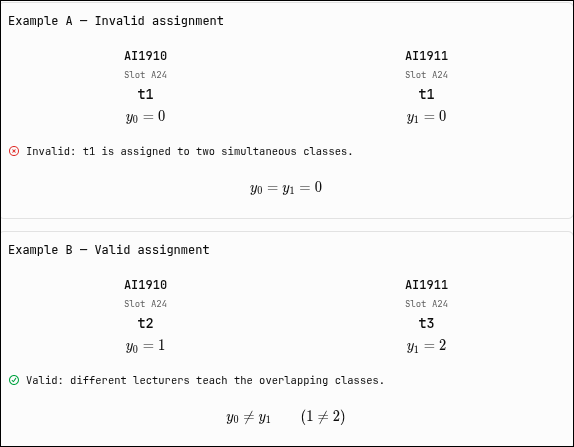 Example A — Invalid assignment
AI1910 AI1911
Slot A24 Slot A24
t1 t1
y₀ = 0 y₁ = 0
Invalid: t1 is assigned to two simultaneous classes.
y₀ = y₁ = 0
Example B — Valid assignment
AI1910 AI1911
Slot A24 Slot A24
t2 t3
y₀ = 1 y₁ = 2
Valid: different lecturers teach the overlapping classes.
y₀ ≠ y₁ (1 ≠ 2)